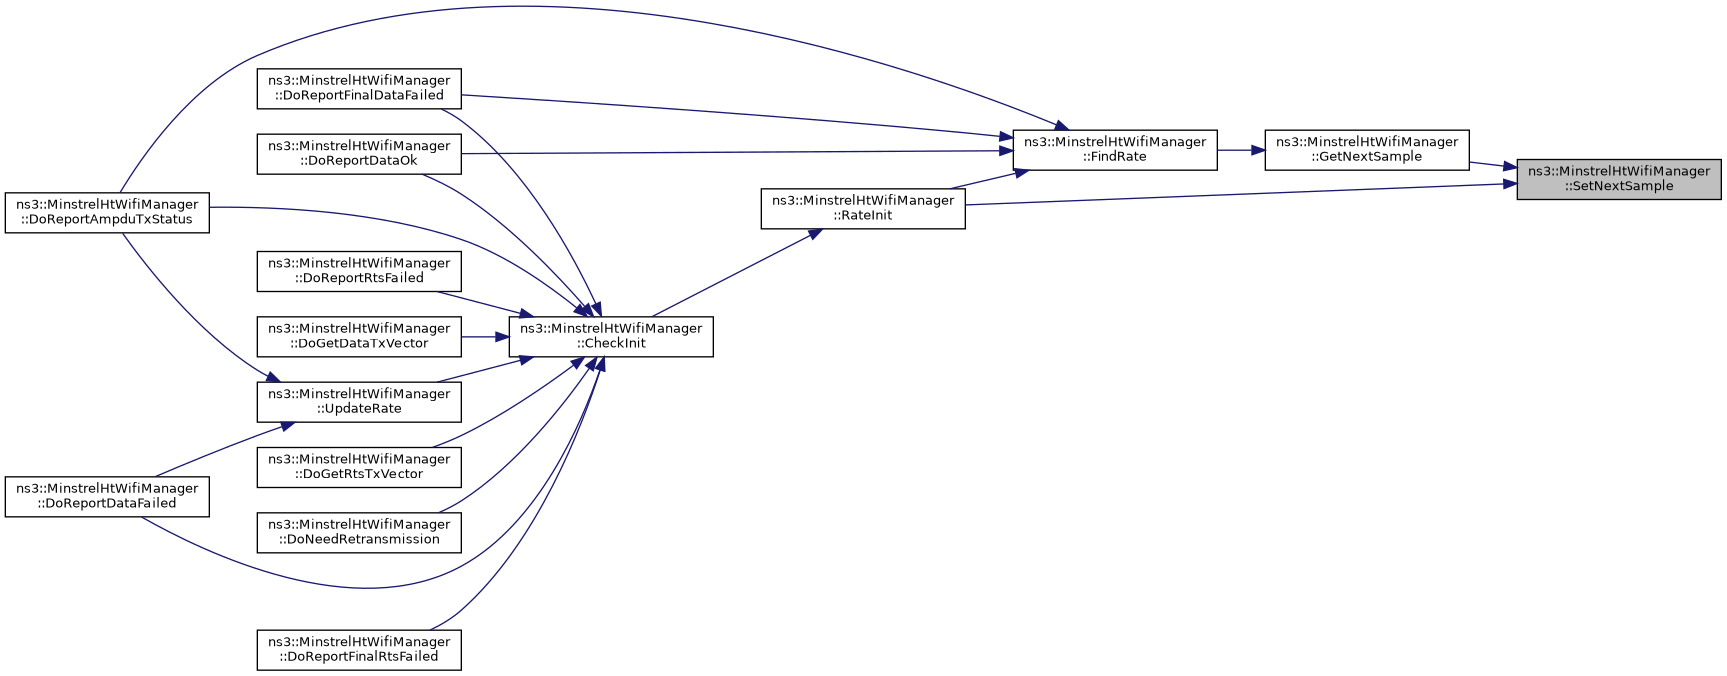 ns3::MinstrelHtWifiManager
::DoReportFinalDataFailed
ns3::MinstrelHtWifiManager
::DoReportDataOk
ns3::MinstrelHtWifiManager
::FindRate
ns3::MinstrelHtWifiManager
::GetNextSample
ns3::MinstrelHtWifiManager
::SetNextSample
ns3::MinstrelHtWifiManager
::RateInit
ns3::MinstrelHtWifiManager
::DoReportAmpduTxStatus
ns3::MinstrelHtWifiManager
::DoReportRtsFailed
ns3::MinstrelHtWifiManager
::DoGetDataTxVector
ns3::MinstrelHtWifiManager
::CheckInit
ns3::MinstrelHtWifiManager
::UpdateRate
ns3::MinstrelHtWifiManager
::DoGetRtsTxVector
ns3::MinstrelHtWifiManager
::DoReportDataFailed
ns3::MinstrelHtWifiManager
::DoNeedRetransmission
ns3::MinstrelHtWifiManager
::DoReportFinalRtsFailed